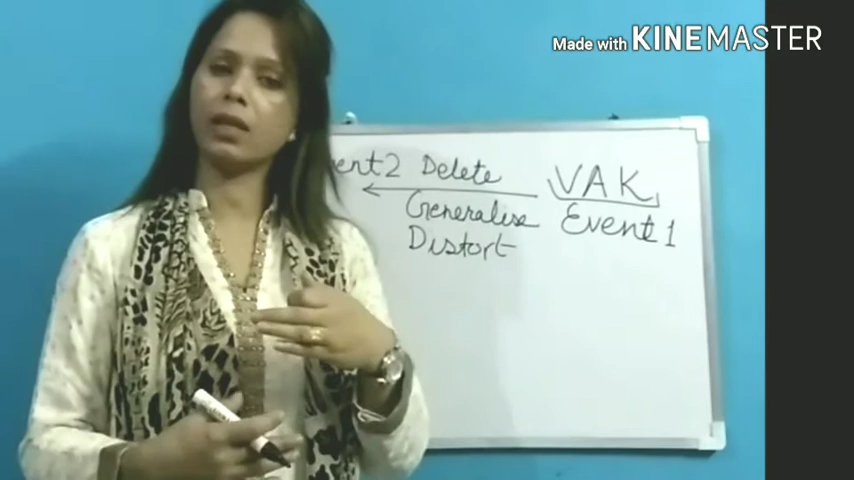 Made with KINEMASTER
ent2 Delete VAK
Generalise Event 1
Distort